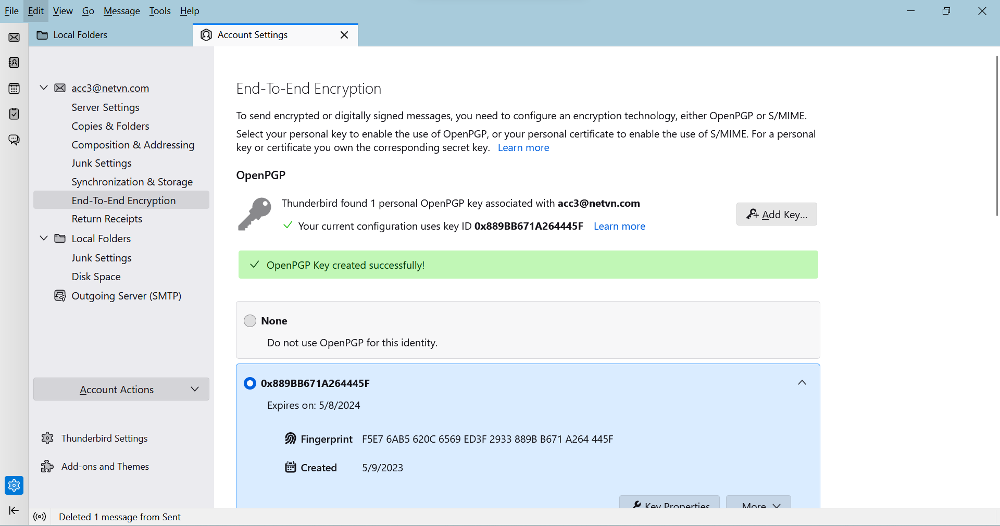 File Edit View Go Message Tools Help
Local Folders
Account Settings
acc3@netvn.com
Server Settings
Copies & Folders
Composition & Addressing
Junk Settings
Synchronization & Storage
End-To-End Encryption
Return Receipts
Local Folders
Junk Settings
Disk Space
Outgoing Server (SMTP)
Account Actions
Thunderbird Settings
Add-ons and Themes
End-To-End Encryption
To send encrypted or digitally signed messages, you need to configure an encryption technology, either OpenPGP or S/MIME.
Select your personal key to enable the use of OpenPGP, or your personal certificate to enable the use of S/MIME. For a personal
key or certificate you own the corresponding secret key. Learn more
OpenPGP
Thunderbird found 1 personal OpenPGP key associated with acc3@netvn.com
Your current configuration uses key ID 0x889BB671A264445F Learn more
Add Key...
OpenPGP Key created successfully!
None
Do not use OpenPGP for this identity.
0x889BB671A264445F
Expires on: 5/8/2024
Fingerprint F5E7 6AB5 620C 6569 ED3F 2933 889B B671 A264 445F
Created 5/9/2023
Key Properties
More
Deleted 1 message from Sent